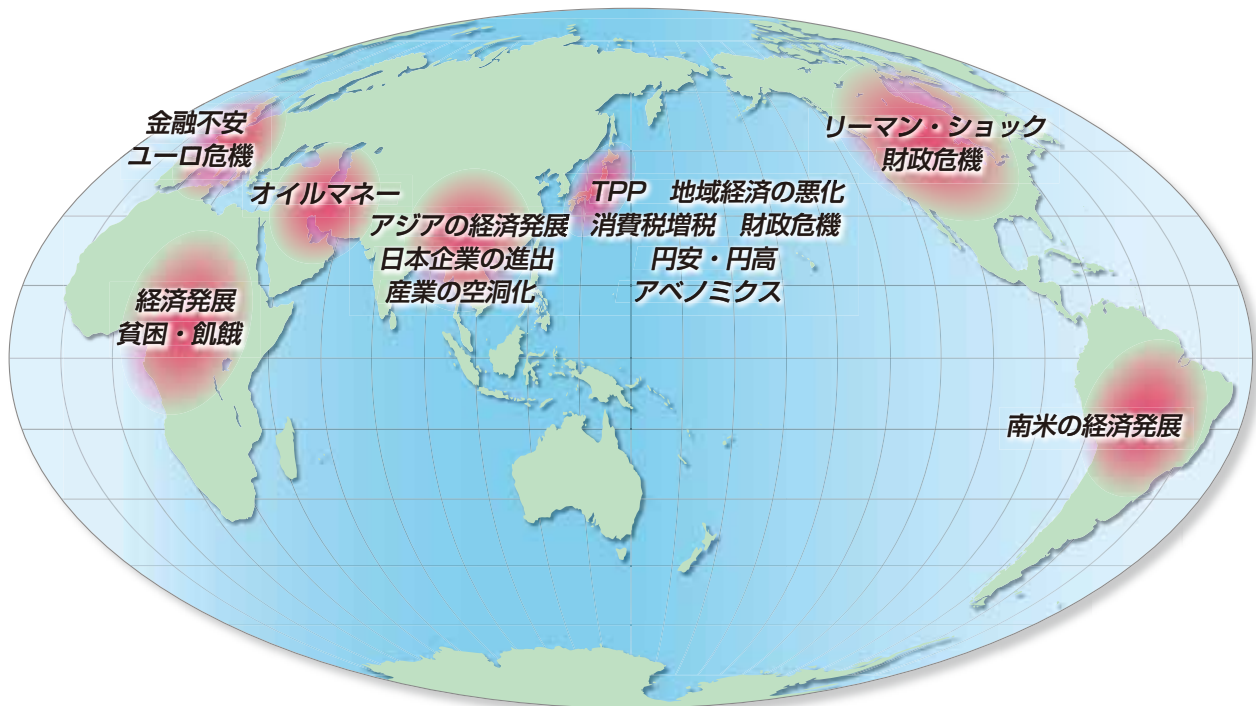 金融不安
ユーロ危機
オイルマネー
アジアの経済発展
日本企業の進出
産業の空洞化
経済発展
貧困・飢餓
TPP　地域経済の悪化
消費税増税　財政危機
円安・円高
アベノミクス
リーマン・ショック
財政危機
南米の経済発展